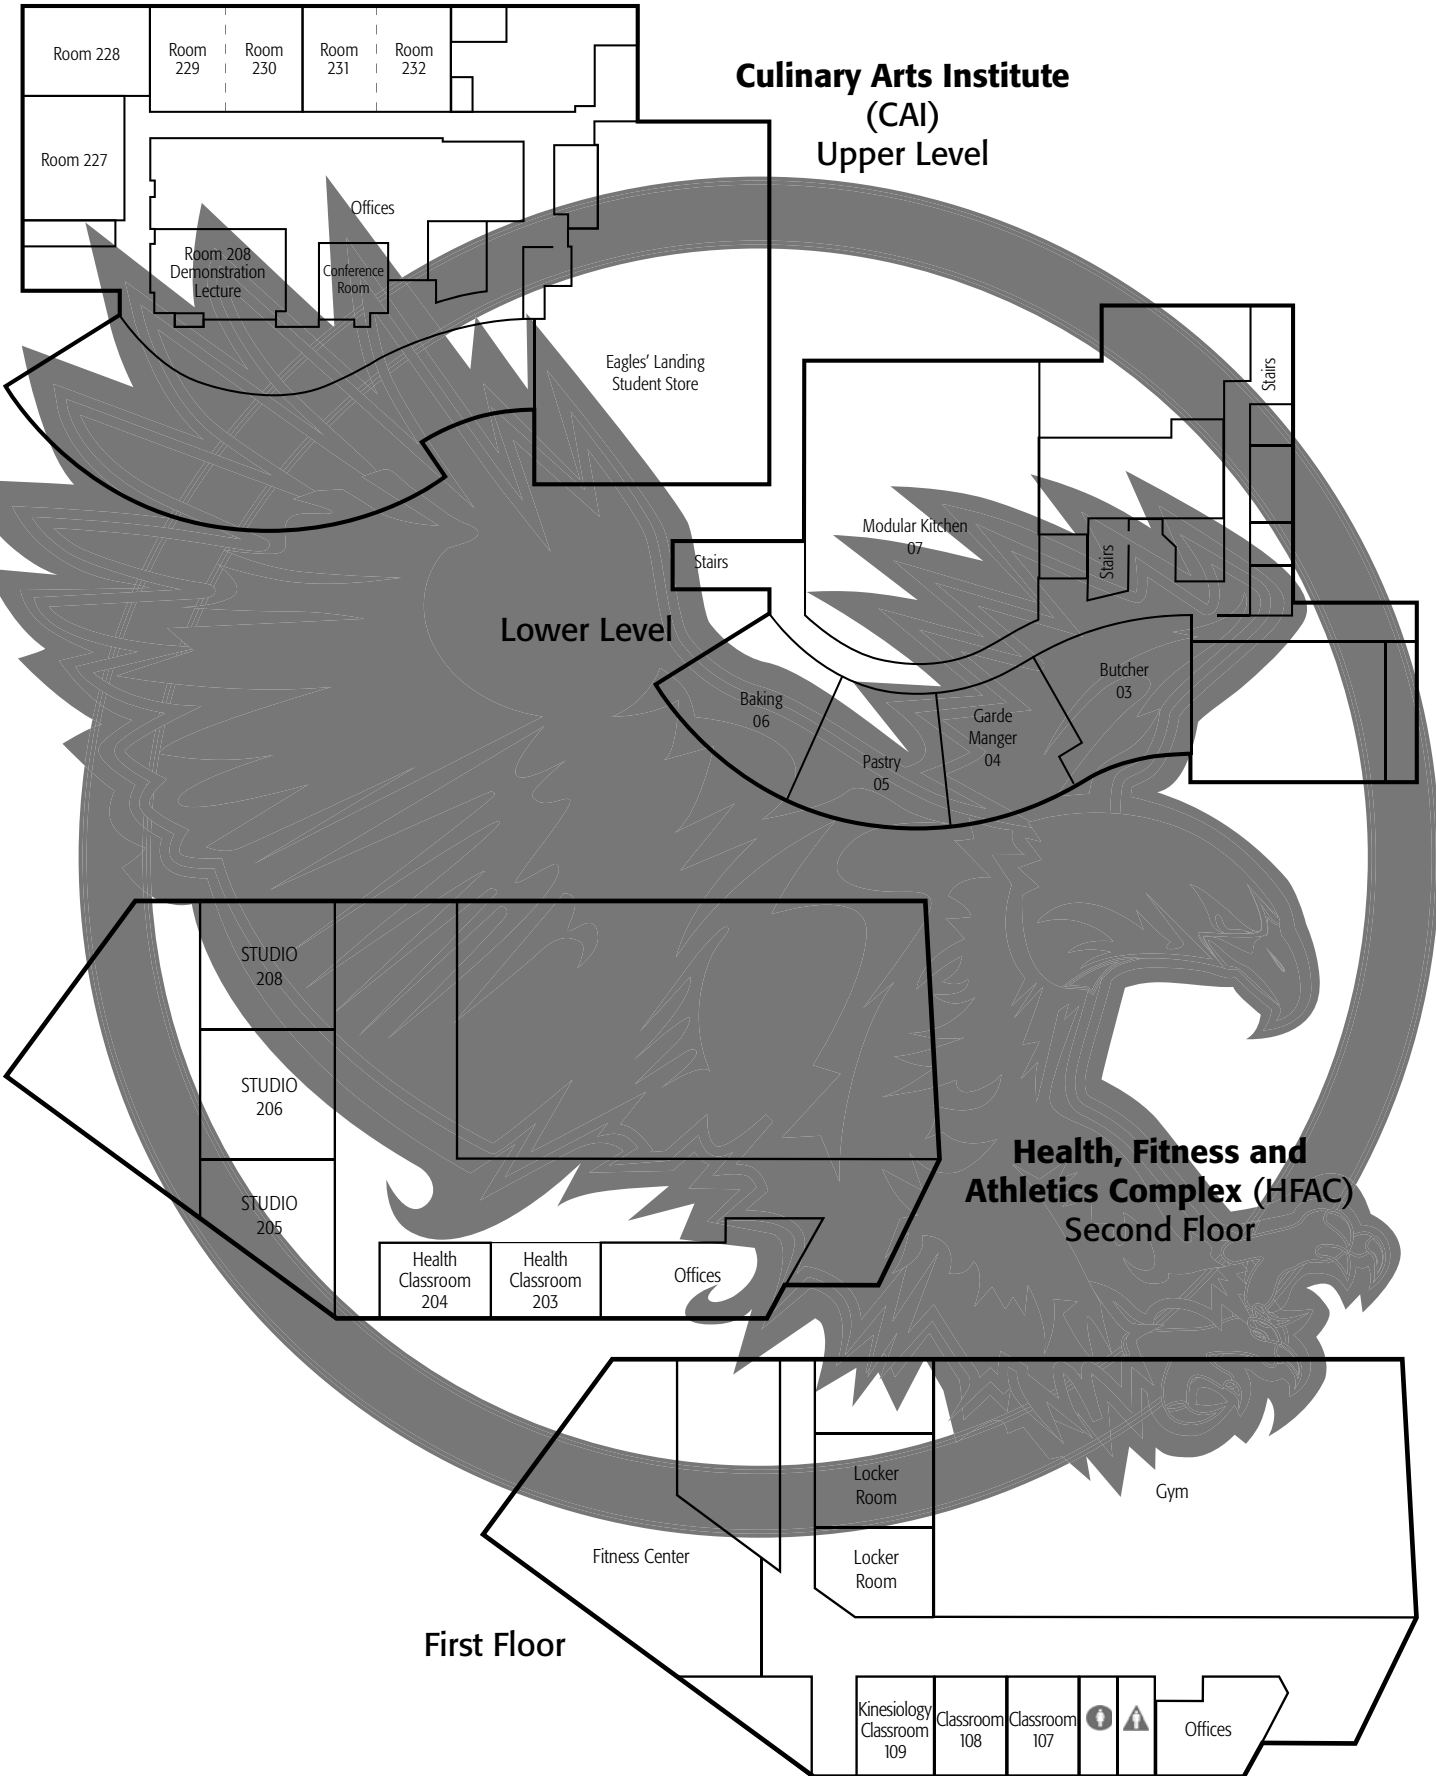 Culinary Arts Institute
(CAI)
Upper Level
Room 228
Room
229
Room
230
Room
231
Room
232
Room 227
Offices
Room 208
Demonstration
Lecture
Conference
Room
Eagles’ Landing
Student Store
Lower Level
Stairs
Modular Kitchen
07
Stairs
Stairs
Baking
06
Pastry
05
Garde
Manger
04
Butcher
03
Health, Fitness and
Athletics Complex (HFAC)
Second Floor
STUDIO
208
STUDIO
206
STUDIO
205
Health
Classroom
204
Health
Classroom
203
Offices
First Floor
Fitness Center
Locker
Room
Locker
Room
Gym
Kinesiology
Classroom
109
Classroom
108
Classroom
107
Offices